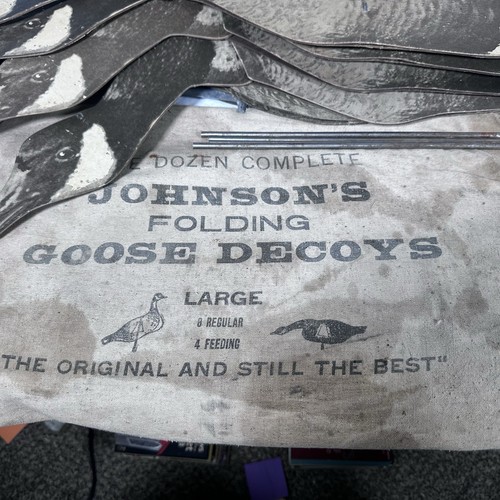 DOZEN COMPLETE
JOHNSON'S
FOLDING
GOOSE DECOYS
LARGE
8 REGULAR
4 FEEDING
THE ORIGINAL AND STILL THE BEST"